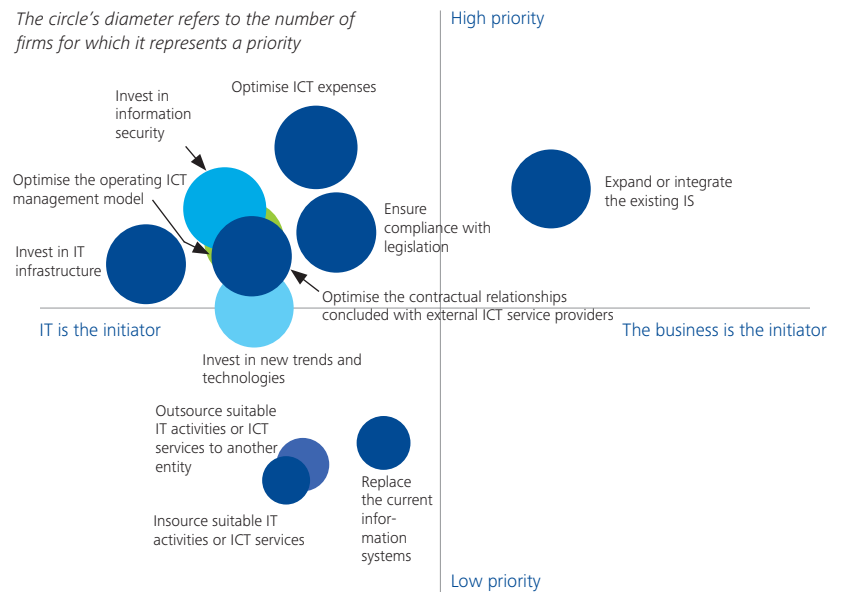 The circle’s diameter refers to the number of
firms for which it represents a priority
High priority
Optimise ICT expenses
Invest in
information
security
Optimise the operating ICT
management model
Expand or integrate
the existing IS
Ensure
compliance with
legislation
Invest in IT
infrastructure
Optimise the contractual relationships
concluded with external ICT service providers
IT is the initiator
The business is the initiator
Invest in new trends and
technologies
Outsource suitable
IT activities or ICT
services to another
entity
Replace
the current
infor-
mation
systems
Insource suitable IT
activities or ICT services
Low priority